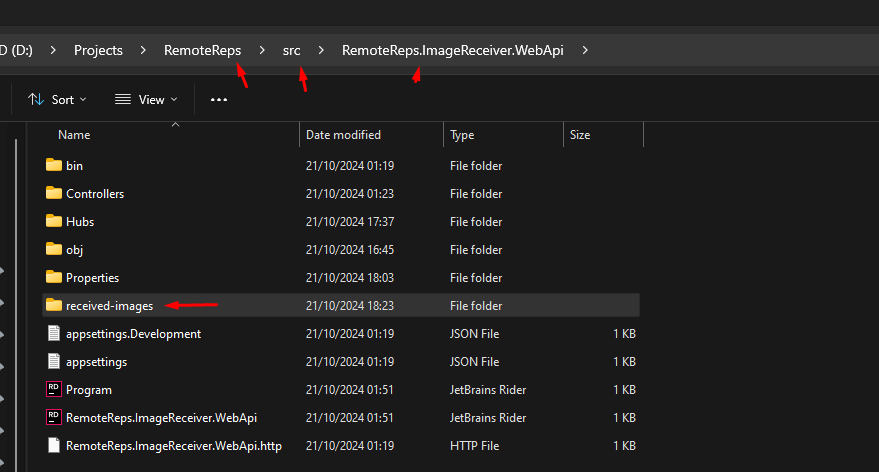 D (D:) > Projects > RemoteReps > src > RemoteReps.ImageReceiver.WebApi >
Sort View ...
Name Date modified Type Size
bin 21/10/2024 01:19 File folder
Controllers 21/10/2024 01:23 File folder
Hubs 21/10/2024 17:37 File folder
obj 21/10/2024 16:45 File folder
Properties 21/10/2024 18:03 File folder
received-images 21/10/2024 18:23 File folder
appsettings.Development 21/10/2024 01:19 JSON File 1 KB
appsettings 21/10/2024 01:19 JSON File 1 KB
RD Program 21/10/2024 01:51 JetBrains Rider 1 KB
RD RemoteReps.ImageReceiver.WebApi 21/10/2024 01:51 JetBrains Rider 1 KB
RemoteReps.ImageReceiver.WebApi.http 21/10/2024 01:19 HTTP File 1 KB